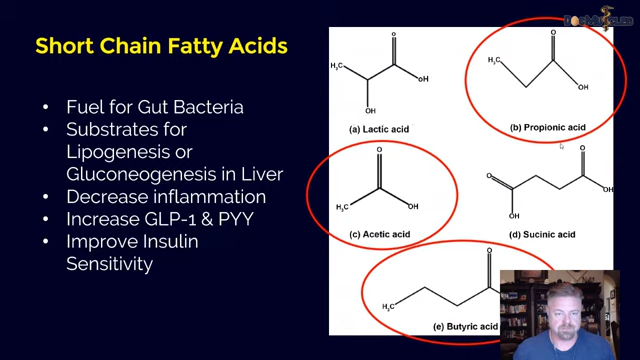 Short Chain Fatty Acids
• Fuel for Gut Bacteria
• Substrates for
Lipogenesis or
Gluconeogenesis in Liver
• Decrease inflammation
• Increase GLP-1 & PYY
• Improve Insulin
Sensitivity
o
H3C
oH
OH
(a) Lactic acid
O
H3C
OH
(b) Propionic acid
O
H3C
OH
(c) Acetic acid
O
O
OH
OH
(d) Sucinic acid
O
H3C
(e) Butyric acid